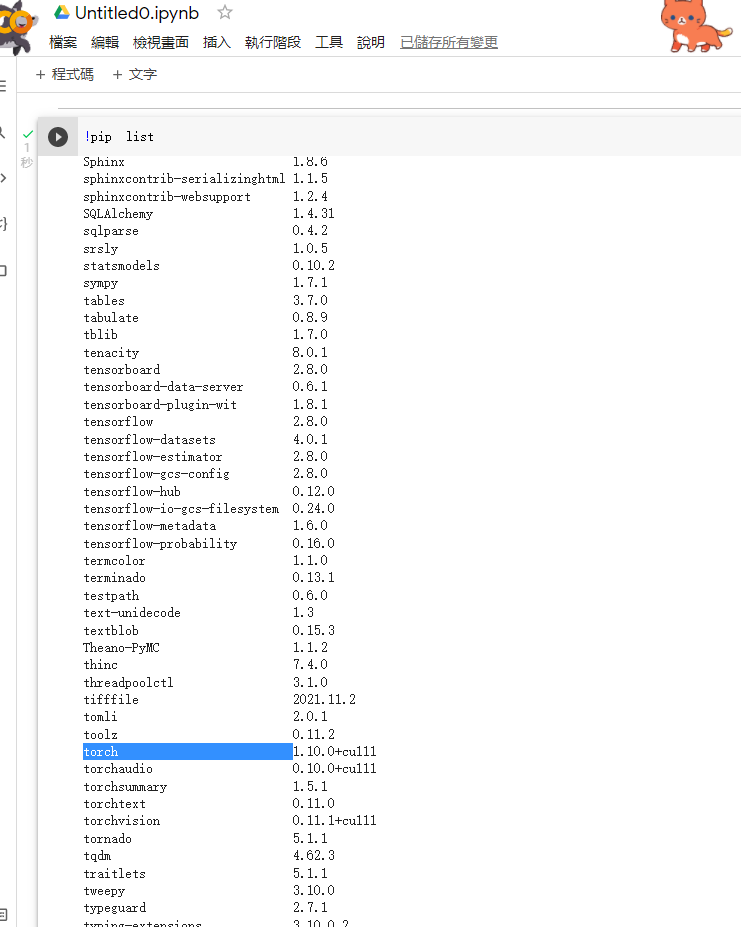 Untitled0.ipynb
檔案 編輯 檢視畫面 插入 執行階段 工具 說明 已儲存所有變更
+ 程式碼 + 文字
!pip list
1
秒
Sphinx 1.8.6
sphinxcontrib-serializinghtml 1.1.5
sphinxcontrib-websupport 1.2.4
SQLAlchemy 1.4.31
sqlparse 0.4.2
srsly 1.0.5
statsmodels 0.10.2
sympy 1.7.1
tables 3.7.0
tabulate 0.8.9
tblib 1.7.0
tenacity 8.0.1
tensorboard 2.8.0
tensorboard-data-server 0.6.1
tensorboard-plugin-wit 1.8.1
tensorflow 2.8.0
tensorflow-datasets 4.0.1
tensorflow-estimator 2.8.0
tensorflow-gcs-config 2.8.0
tensorflow-hub 0.12.0
tensorflow-io-gcs-filesystem 0.24.0
tensorflow-metadata 1.6.0
tensorflow-probability 0.16.0
termcolor 1.1.0
terminado 0.13.1
testpath 0.6.0
text-unidecode 1.3
textblob 0.15.3
Theano-PyMC 1.1.2
thinc 7.4.0
threadpoolctl 3.1.0
tifffile 2021.11.2
tomli 2.0.1
toolz 0.11.2
torch 1.10.0+cu111
torchaudio 0.10.0+cu111
torchsummary 1.5.1
torchtext 0.11.0
torchvision 0.11.1+cu111
tornado 5.1.1
tqdm 4.62.3
traitlets 5.1.1
tweepy 3.10.0
typeguard 2.7.1
typing-extensions 3.10.0.2